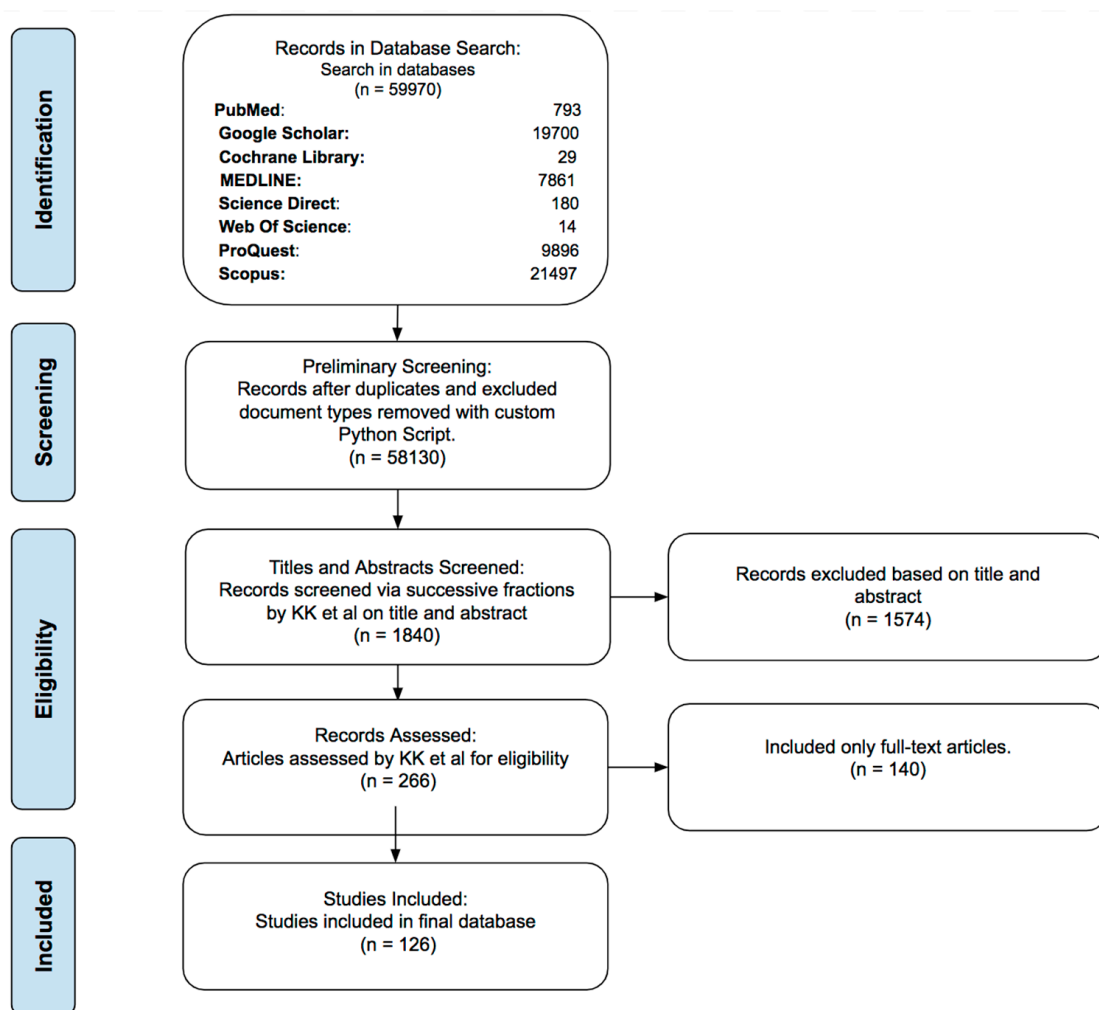 Identification
Records in Database Search:
Search in databases
(n = 59970)
PubMed: 793
Google Scholar: 19700
Cochrane Library: 29
MEDLINE: 7861
Science Direct: 180
Web Of Science: 14
ProQuest: 9896
Scopus: 21497
Screening
Preliminary Screening:
Records after duplicates and excluded
document types removed with custom
Python Script.
(n = 58130)
Eligibility
Titles and Abstracts Screened:
Records screened via successive fractions
by KK et al on title and abstract
(n = 1840)
Records excluded based on title and
abstract
(n = 1574)
Records Assessed:
Articles assessed by KK et al for eligibility
(n = 266)
Included only full-text articles.
(n = 140)
Included
Studies Included:
Studies included in final database
(n = 126)